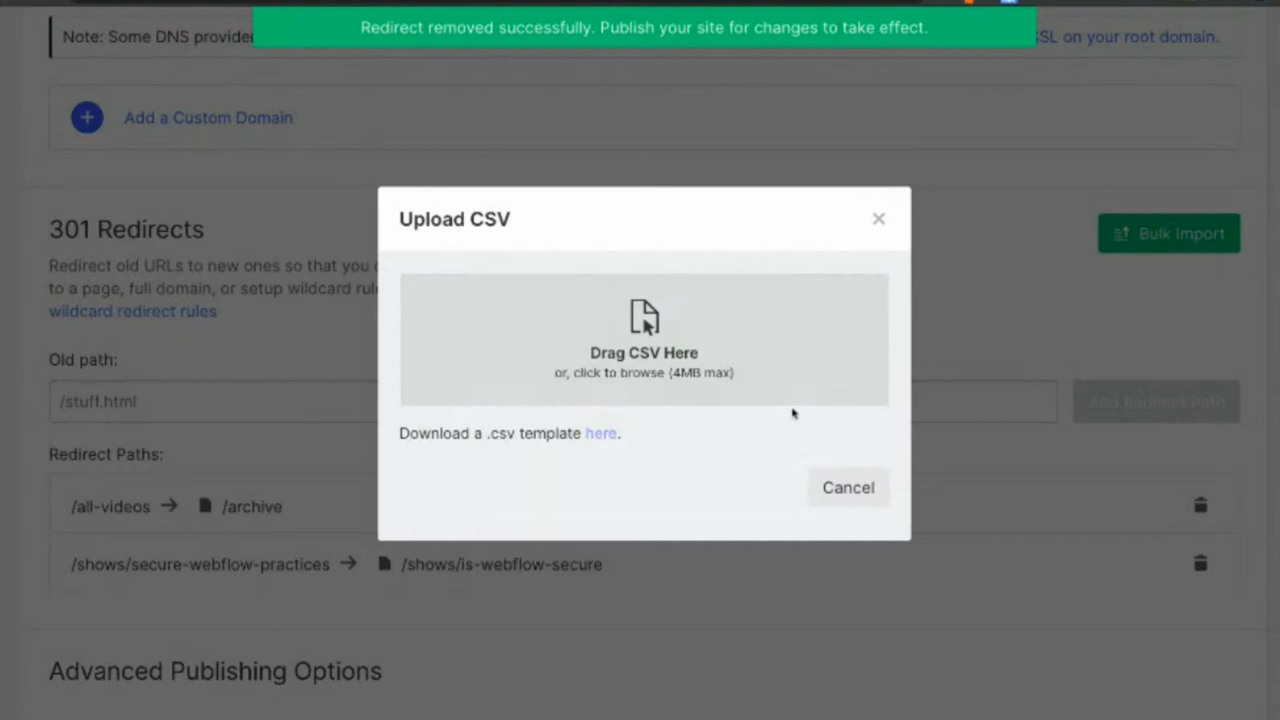 Redirect removed successfully. Publish your site for changes to take effect.
Note: Some DNS SSL on your root domain.
Add a Custom Domain
Upload CSV
301 Redirects
Bulk Import
Redirect old URLs to new ones so that you
to a page, full domain, or setup wildcard
wildcard redirect rules
Drag CSV Here
or, click to browse (4MB max)
Old path:
/stuff.html
Add Redirect Path
Download a .csv template here.
Redirect Paths:
Cancel
/all-videos → /archive
/shows/secure-webflow-practices → /shows/is-webflow-secure
Advanced Publishing Options